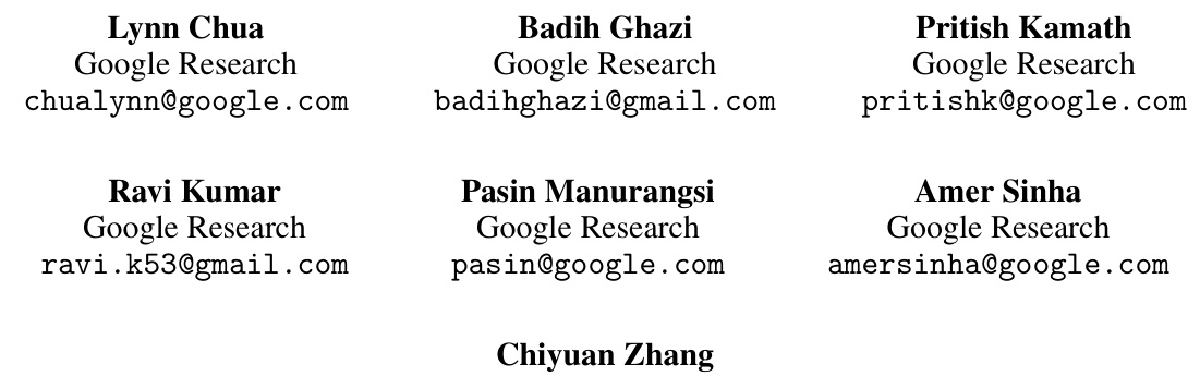 Lynn Chua Badih Ghazi Pritish Kamath
Google Research Google Research Google Research
chualynn@google.com badihghazi@gmail.com pritishk@google.com
Ravi Kumar Pasin Manurangsi Amer Sinha
Google Research Google Research Google Research
ravi.k53@gmail.com pasin@google.com amersinha@google.com
Chiyuan Zhang